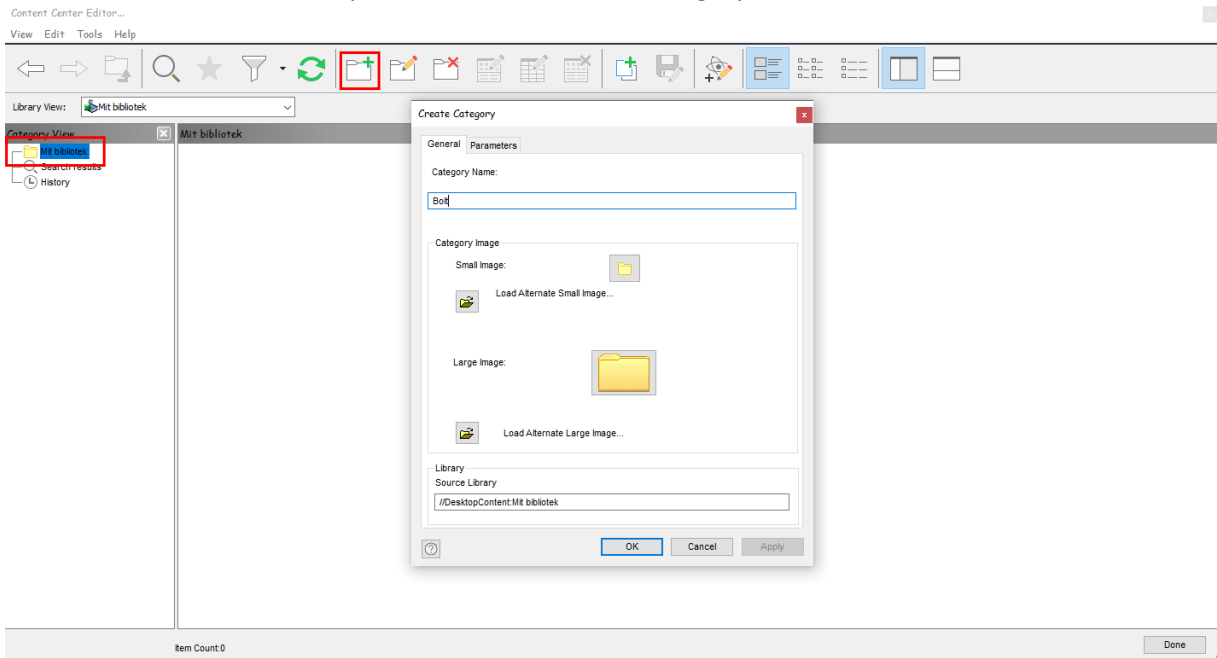 Content Center Editor...
View Edit Tools Help
Library View: Mit bibliotek
Category View
Mit bibliotek
Mit bibliotek
Search results
History
Create Category
x
General Parameters
Category Name:
Bolt
Category Image
Small Image:
Load Alternate Small Image...
Large Image:
Load Alternate Large Image...
Library
Source Library
//DesktopContent:Mit bibliotek
? OK Cancel Apply
Item Count:0
Done